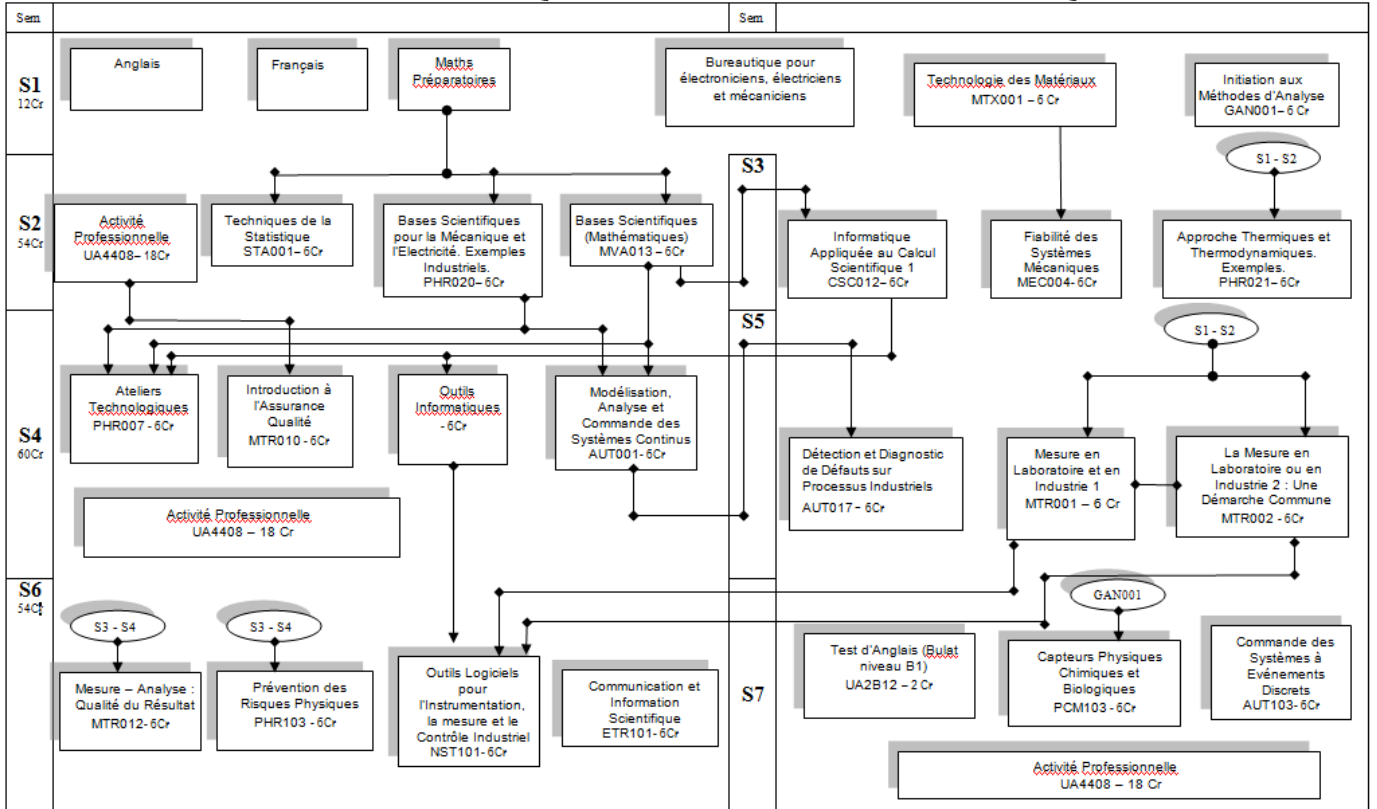 Sem
Sem
S1
12Cr
Anglais
Français
Maths
Préparatoires
Bureautique pour
électroniciens, électriciens
et mécaniciens
Technologie des Matériaux
MTX001 – 6 Cr
Initiation aux
Méthodes d'Analyse
GAN001– 6 Cr
S1 - S2
S2
54Cr
Activité
Professionnelle
UA4408– 18Cr
Techniques de la
Statistique
STA001– 6Cr
Bases Scientifiques
pour la Mécanique et
l'Electricité. Exemples
Industriels.
PHR020– 6Cr
Bases Scientifiques
(Mathématiques)
MVA013 – 6Cr
S3
Informatique
Appliquée au Calcul
Scientifique 1
CSC012– 6Cr
Fiabilité des
Systèmes
Mécaniques
MEC004- 6Cr
Approche Thermiques et
Thermodynamiques.
Exemples.
PHR021– 6Cr
S5
S1 - S2
S4
60Cr
Ateliers
Technologiques
PHR007 - 6Cr
Introduction à
l'Assurance
Qualité
MTR010 - 6Cr
Outils
Informatiques
- 6Cr
Modélisation,
Analyse et
Commande des
Systèmes Continus
AUT001- 6Cr
Activité Professionnelle
UA4408 – 18 Cr
Détection et Diagnostic
de Défauts sur
Processus Industriels
AUT017 - 6Cr
Mesure en
Laboratoire et en
Industrie 1
MTR001 – 6 Cr
La Mesure en
Laboratoire ou en
Industrie 2 : Une
Démarche Commune
MTR002 - 6Cr
S6
S3 - S4
S3 - S4
Mesure – Analyse :
Qualité du Résultat
MTR012- 6Cr
Prévention des
Risques Physiques
PHR103 - 6Cr
Outils Logiciels
pour
l'Instrumentation,
la mesure et le
Contrôle Industriel
NST101- 6Cr
Communication et
Information
Scientifique
ETR101- 6Cr
S7
Test d'Anglais (Bulat
niveau B1)
UA2B12 – 2 Cr
GAN001
Capteurs Physiques
Chimiques et
Biologiques
PCM103 - 6Cr
Commande des
Systèmes à
Evénements
Discrets
AUT103- 6Cr
Activité Professionnelle
UA4408 – 18 Cr